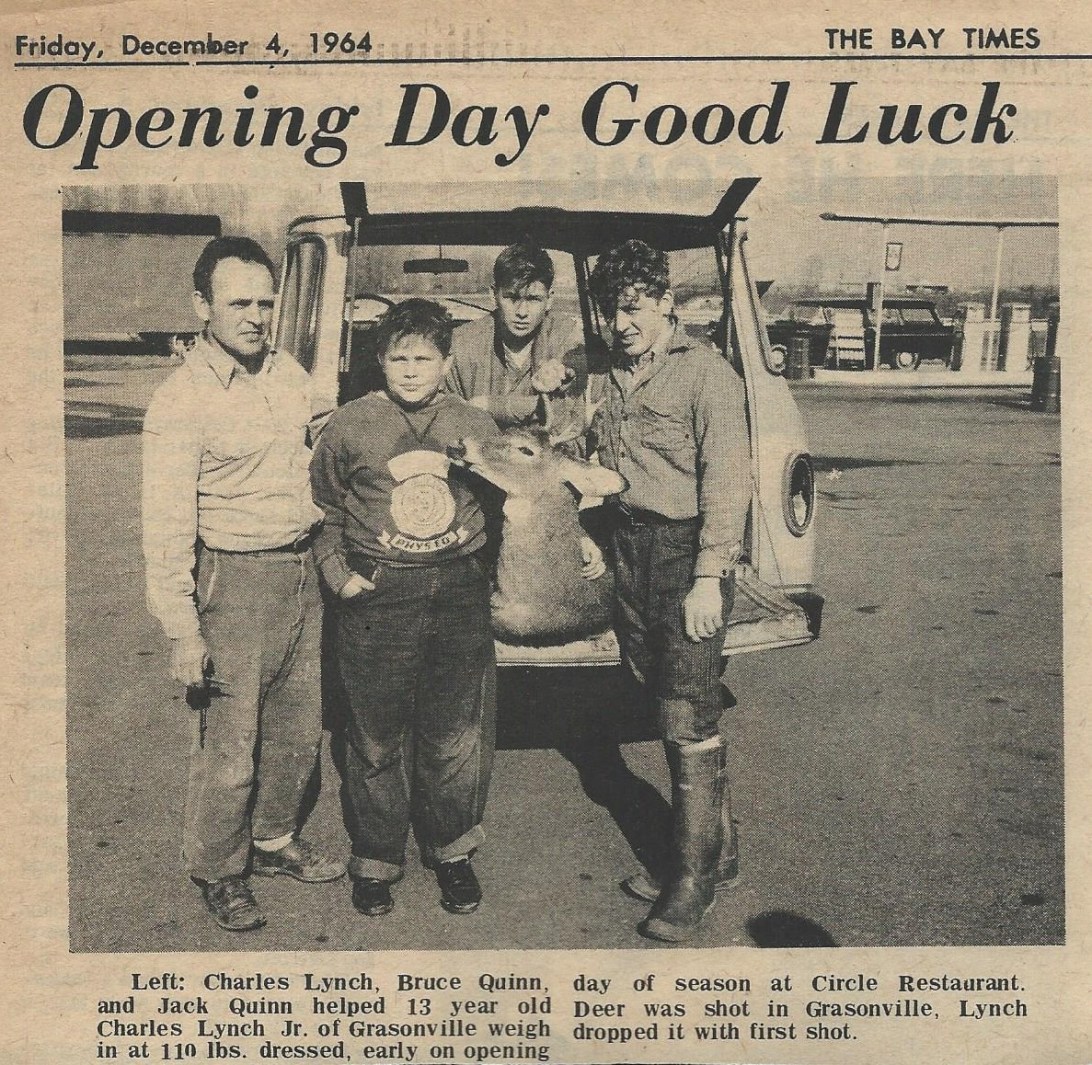 Friday, December 4, 1964
THE BAY TIMES
Opening Day Good Luck
PHYS ED
Left: Charles Lynch, Bruce Quinn,
and Jack Quinn helped 13 year old
Charles Lynch Jr. of Grasonville weigh
in at 110 lbs. dressed, early on opening
day of season at Circle Restaurant.
Deer was shot in Grasonville, Lynch
dropped it with first shot.